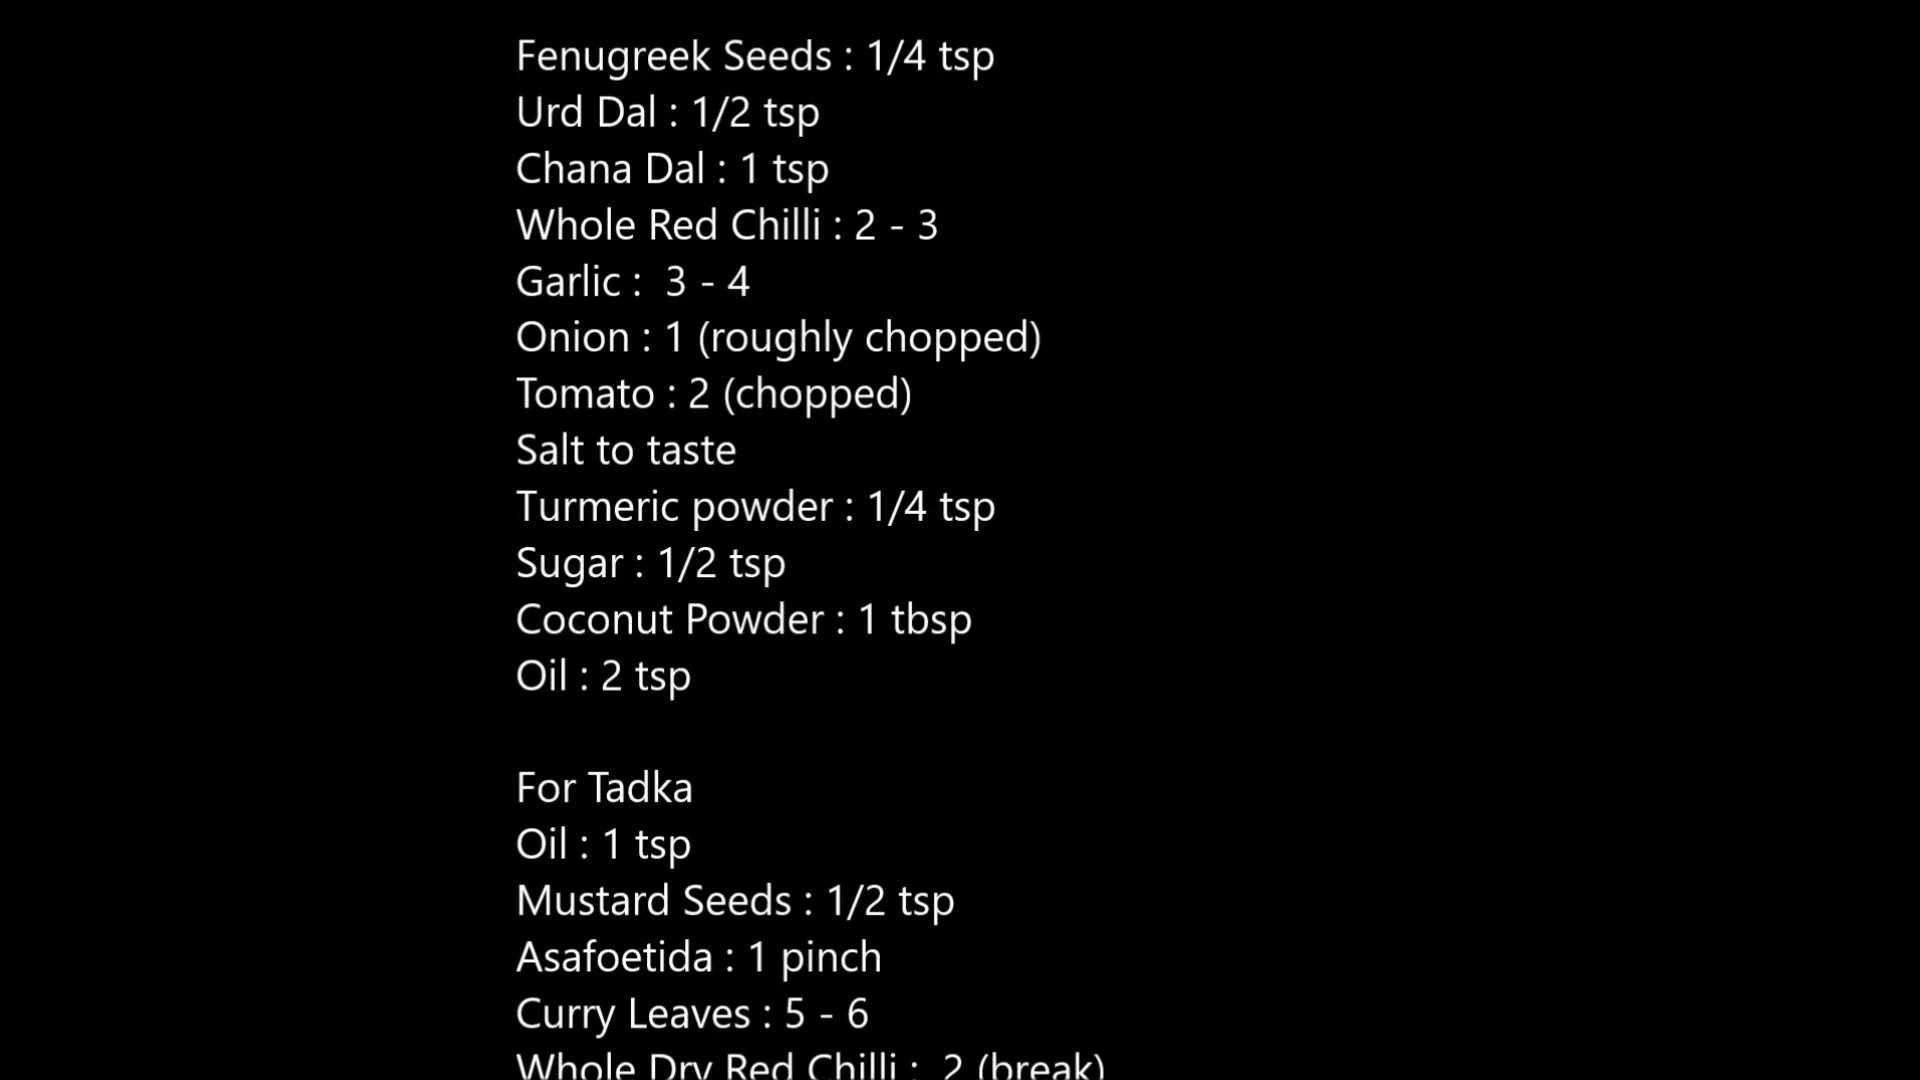 Fenugreek Seeds : 1/4 tsp
Urd Dal : 1/2 tsp
Chana Dal : 1 tsp
Whole Red Chilli : 2 - 3
Garlic :  3 - 4
Onion : 1 (roughly chopped)
Tomato : 2 (chopped)
Salt to taste
Turmeric powder : 1/4 tsp
Sugar : 1/2 tsp
Coconut Powder : 1 tbsp
Oil : 2 tsp

For Tadka
Oil : 1 tsp
Mustard Seeds : 1/2 tsp
Asafoetida : 1 pinch
Curry Leaves : 5 - 6
Whole Dry Red Chilli :  2 (break)